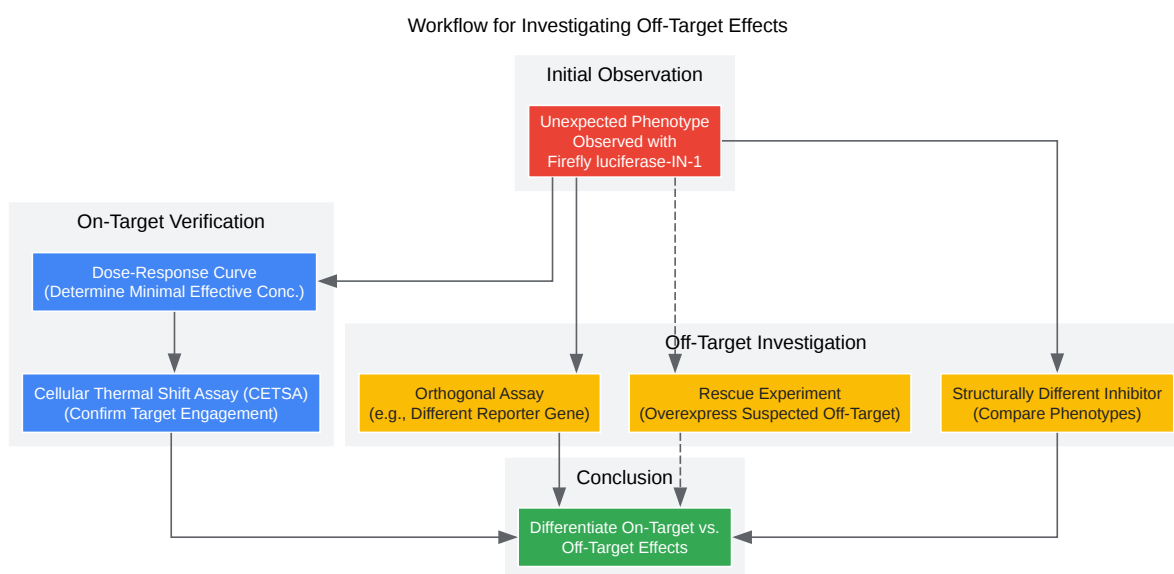 Workflow for Investigating Off-Target Effects
Initial Observation
Unexpected Phenotype
Observed with
Firefly luciferase-IN-1
On-Target Verification
Dose-Response Curve
(Determine Minimal Effective Conc.)
Cellular Thermal Shift Assay (CETSA)
(Confirm Target Engagement)
Off-Target Investigation
Orthogonal Assay
(e.g., Different Reporter Gene)
Rescue Experiment
(Overexpress Suspected Off-Target)
Structurally Different Inhibitor
(Compare Phenotypes)
Conclusion
Differentiate On-Target vs.
Off-Target Effects